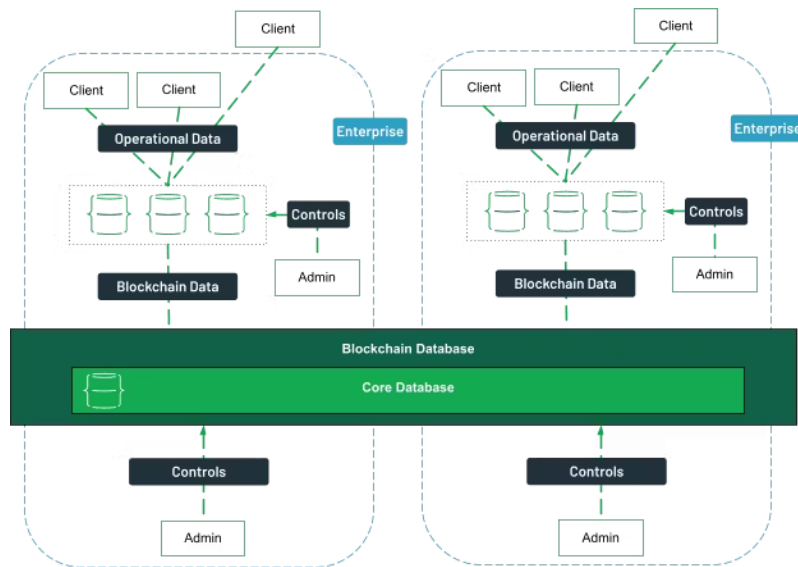 Client
Client
Client
Client
Client
Client
Operational Data
Enterprise
Operational Data
Enterprise
Controls
Controls
Admin
Admin
Blockchain Data
Blockchain Data
Blockchain Database
Core Database
Controls
Controls
Admin
Admin